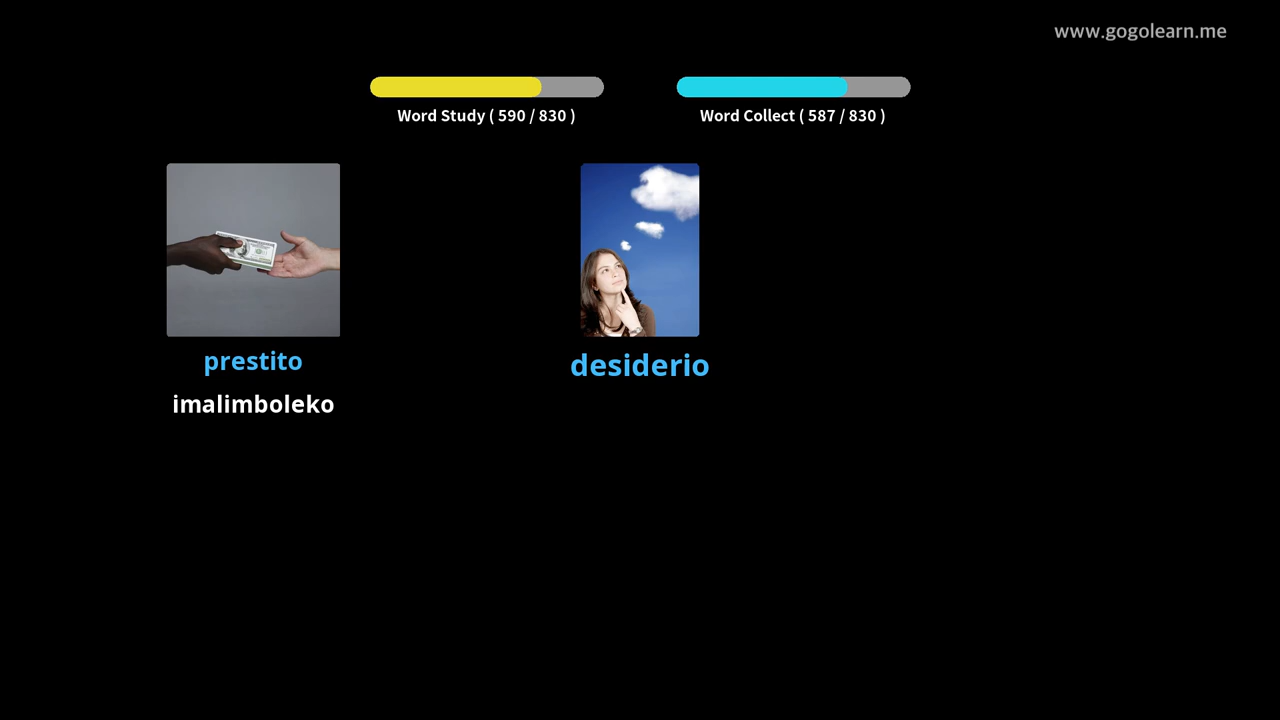 www.gogolearn.me
Word Study ( 590 / 830 )
Word Collect ( 587 / 830 )
prestito
imalimboleko
desiderio